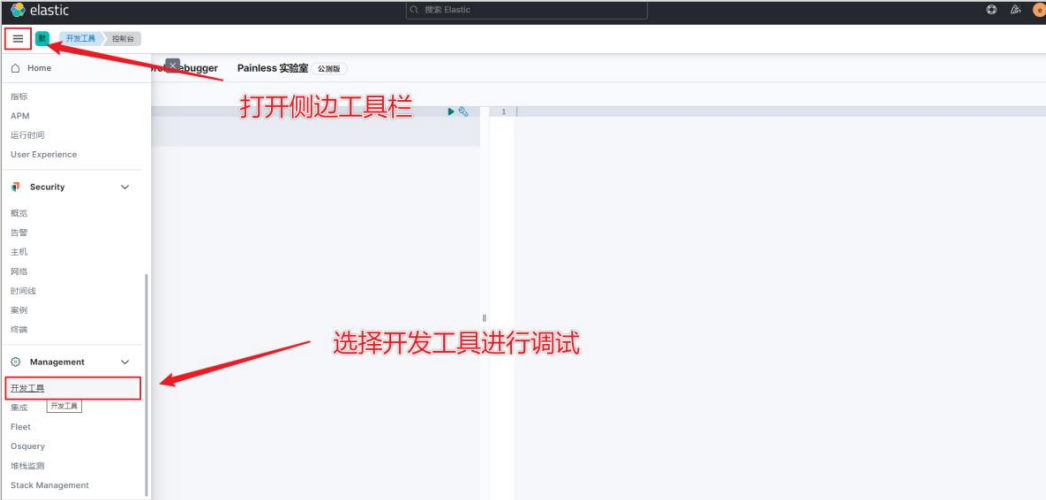 elastic
搜索 Elastic
e
默
开发工具
控制台
Home
ebugger
Painless 实验室
公测版
打开侧边工具栏
指标
APM
1
运行时间
User Experience
Security
概览
告警
主机
网络
时间线
案例
终端
选择开发工具进行调试
Management
开发工具
集成
开发工具
Fleet
Osquery
堆栈监测
Stack Management